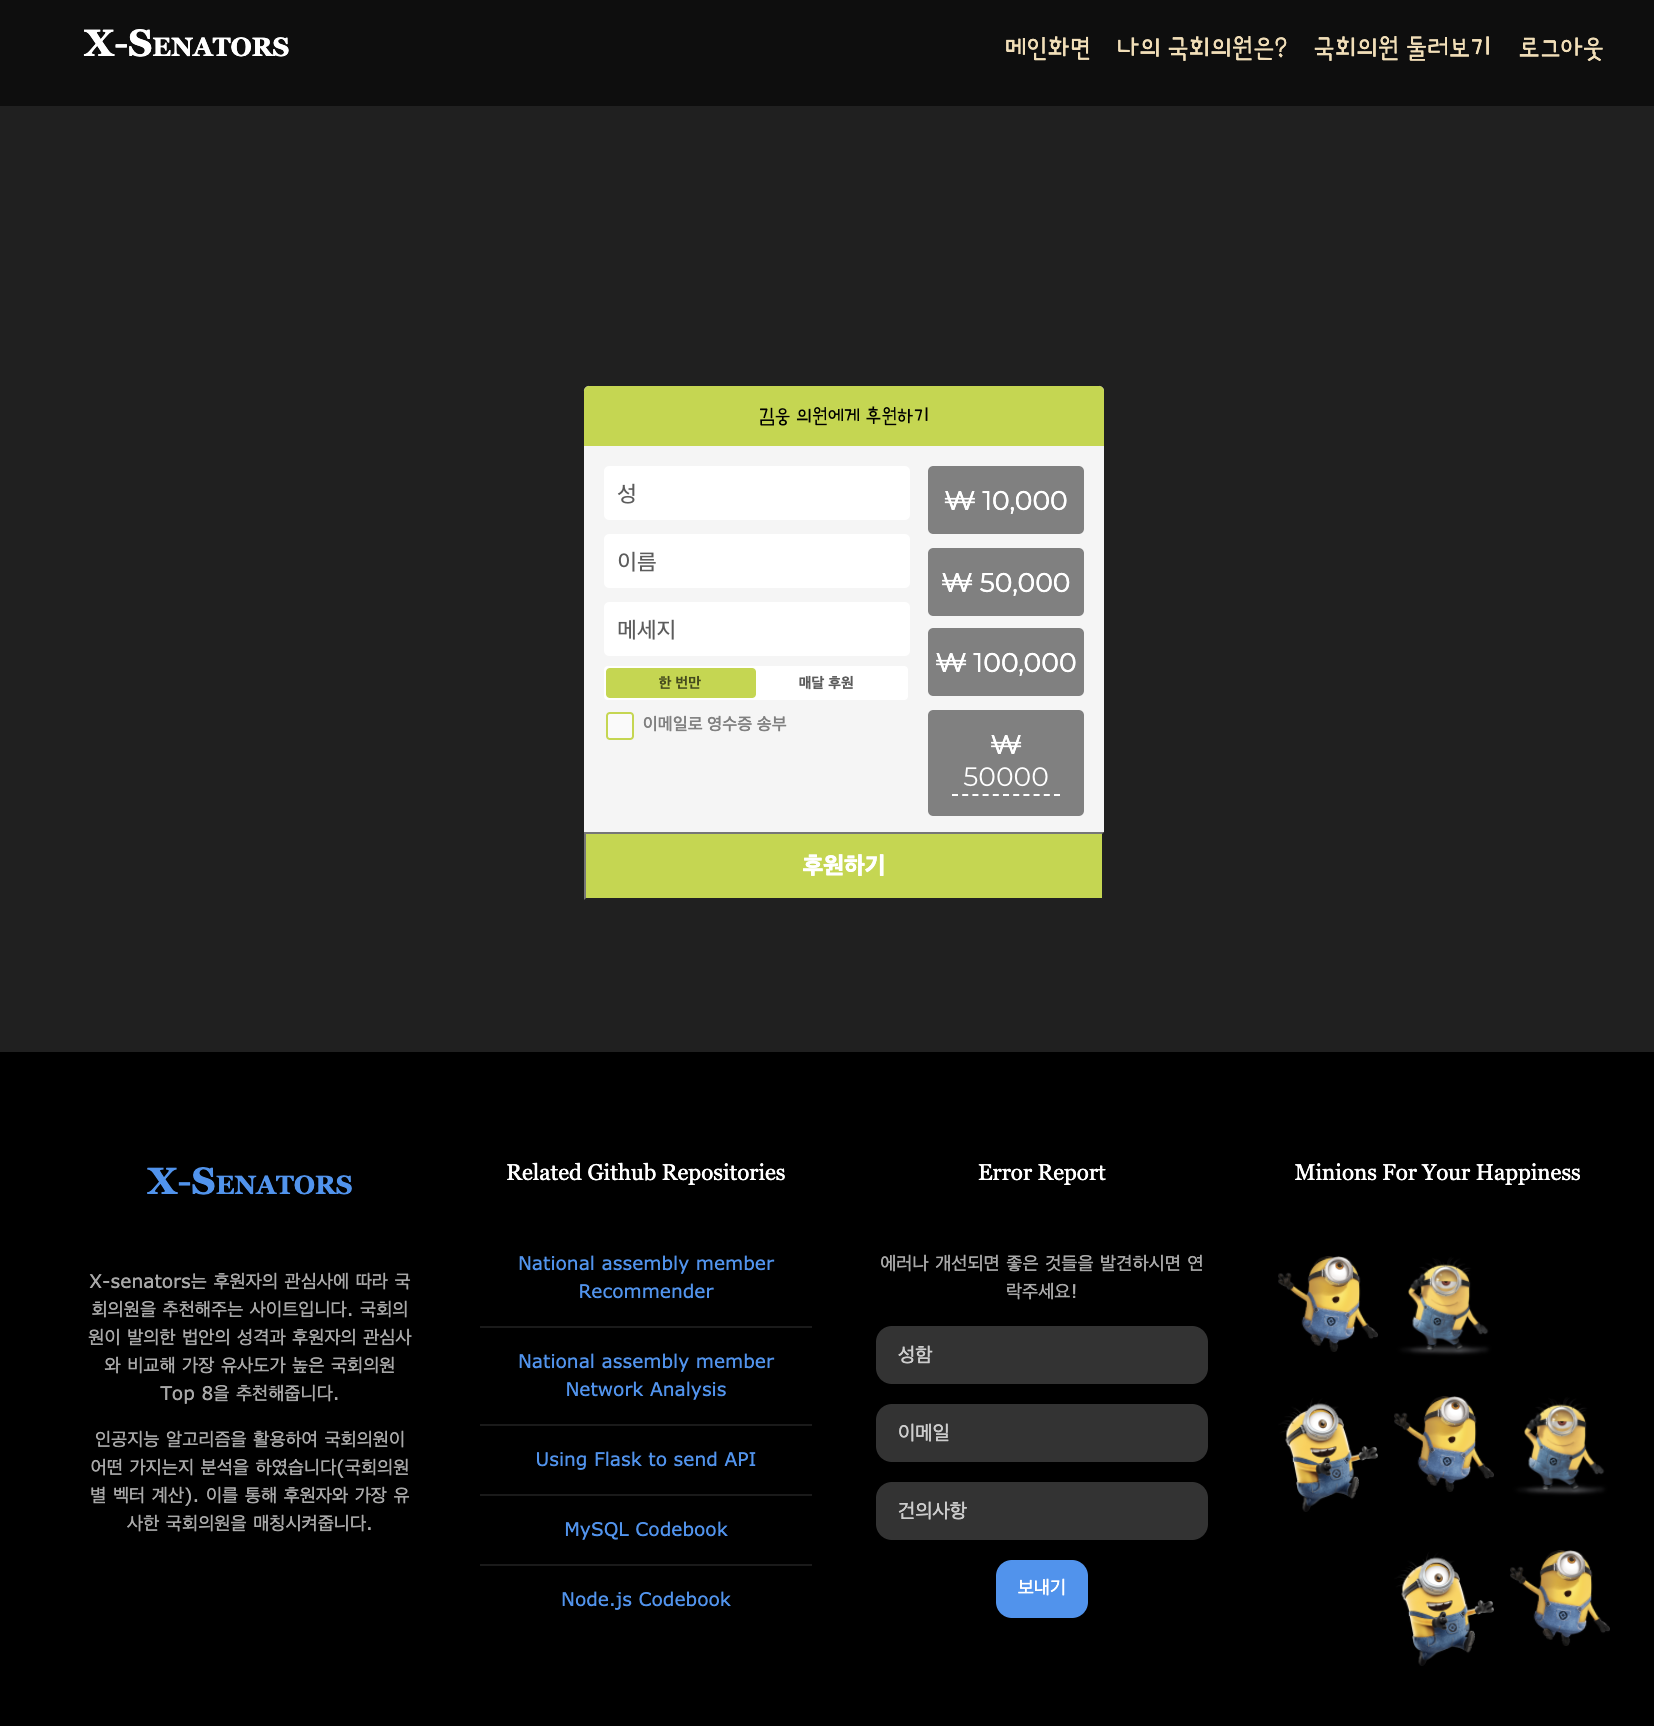 X-Senators
메인화면 나의 국회의원은? 국회의원 둘러보기 로그아웃
김웅 의원에게 후원하기
성
이름
메세지
한 번만 매달 후원
이메일로 영수증 송부
₩ 10,000
₩ 50,000
₩ 100,000
₩
50000
후원하기
X-Senators
X-senators는 후원자의 관심사에 따라 국
회의원을 추천해주는 사이트입니다. 국회의
원이 발의한 법안의 성격과 후원자의 관심사
와 비교해 가장 유사도가 높은 국회의원
Top 8을 추천해줍니다.
인공지능 알고리즘을 활용하여 국회의원이
어떤 가지는지 분석을 하였습니다(국회의원
별 벡터 계산). 이를 통해 후원자와 가장 유
사한 국회의원을 매칭시켜줍니다.
Related Github Repositories
National assembly member
Recommender
National assembly member
Network Analysis
Using Flask to send API
MySQL Codebook
Node.js Codebook
Error Report
에러나 개선되면 좋은 것들을 발견하시면 연
락주세요!
성함
이메일
건의사항
보내기
Minions For Your Happiness